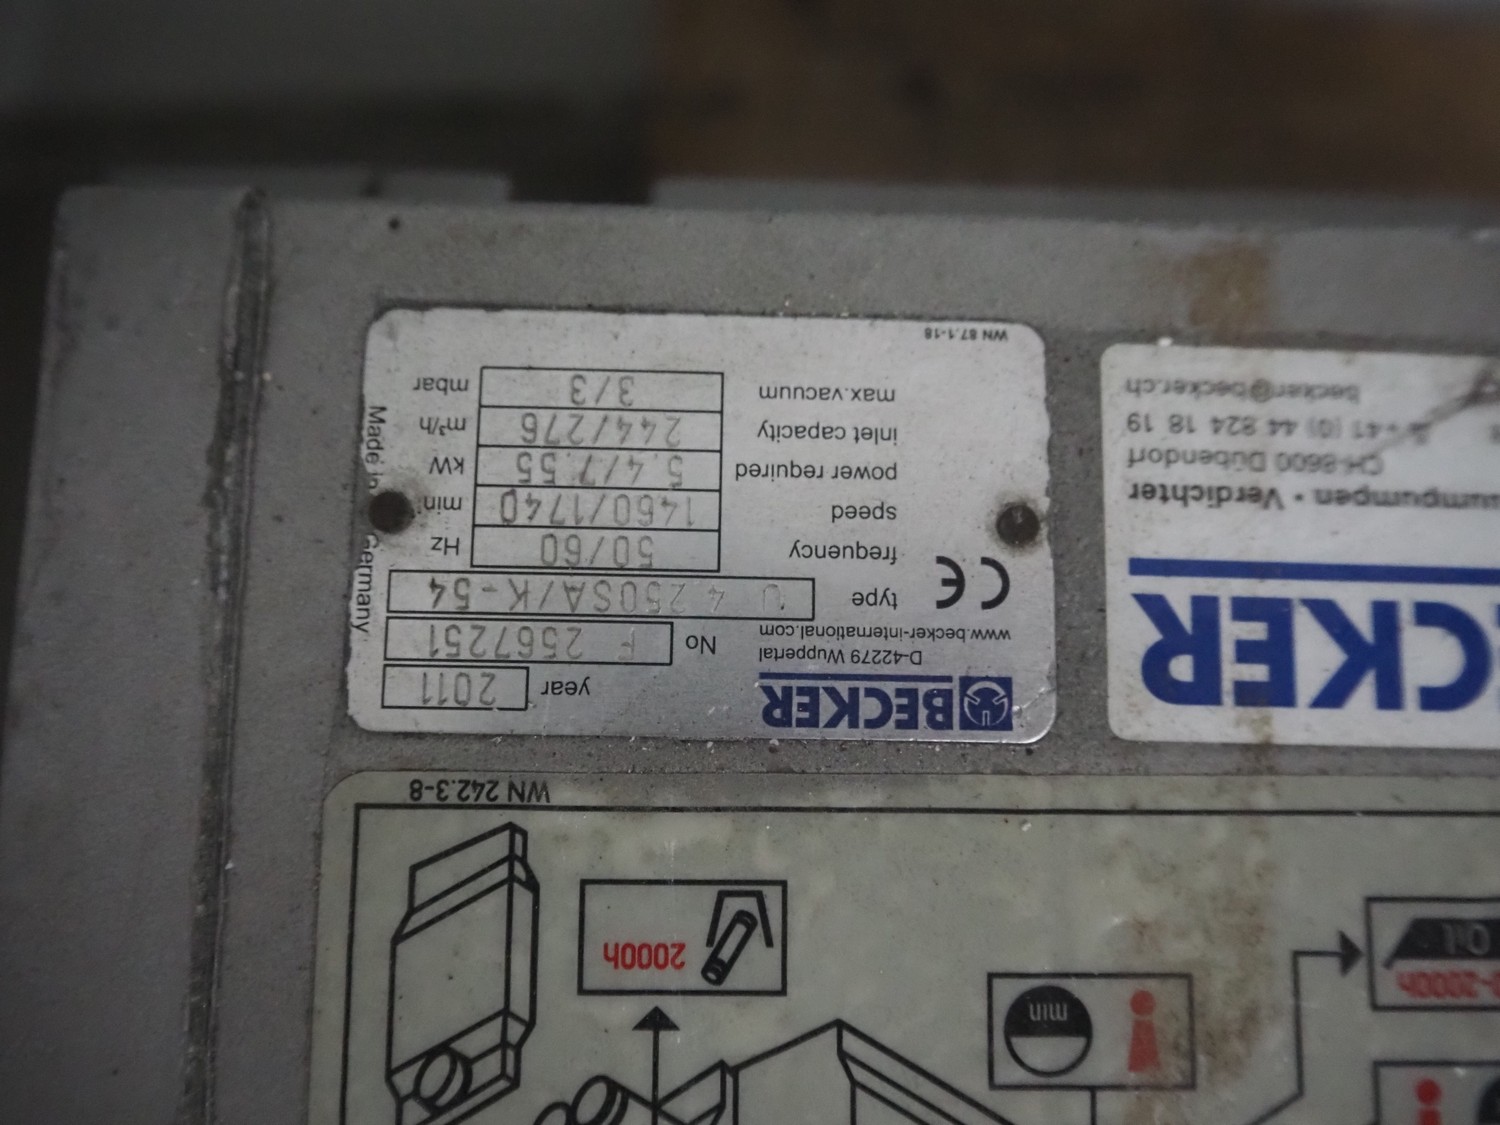 BECKER
D-42279 Wuppertal
www.becker-international.com
year 2011
No F 2567251
CE type U 4.250SA/K-54
frequency 50/60 Hz
speed 1460/1740 min
power required 5.4/7.55 kW
inlet capacity 244/276 m³/h
max.vacuum 3/3 mbar
WN 87.1-18
Made in Germany
CKER
umpumpen • Verdichter
CH-8600 Dübendorf
+41 (0) 44 824 18 19
Becker@becker.ch
WN 242.3-8
2000h
min
Oil
-2000h